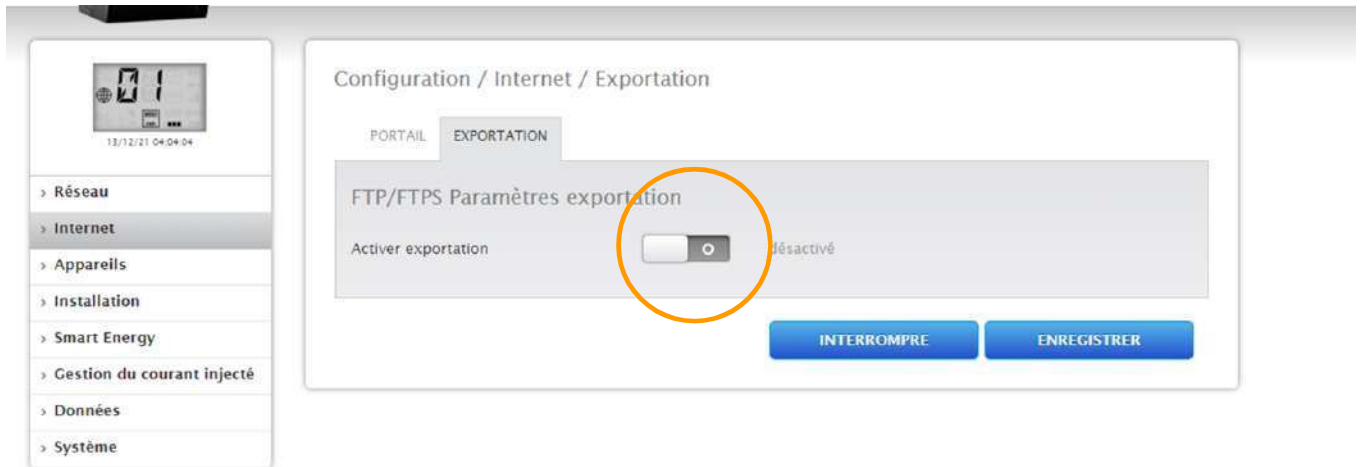 01
13/12/21 04:04:04
› Réseau
› Internet
› Appareils
› Installation
› Smart Energy
› Gestion du courant injecté
› Données
› Système
Configuration / Internet / Exportation
PORTAIL EXPORTATION
FTP/FTPS Paramètres exportation
Activer exportation désactivé
INTERROMPRE ENREGISTRER